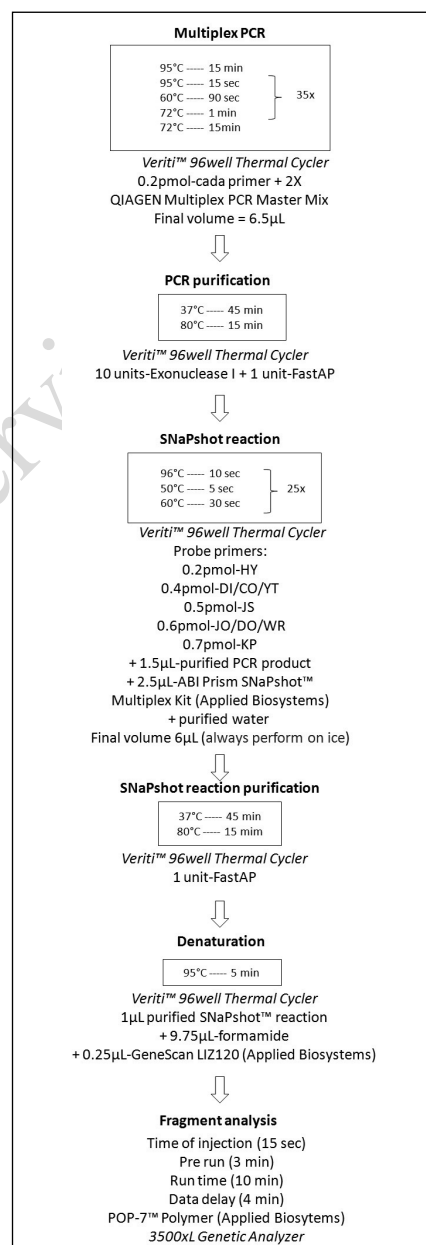 Multiplex PCR
95°C ----- 15 min
95°C ----- 15 sec
60°C ----- 90 sec
72°C ----- 1 min
72°C ----- 15min
35x
Veriti™ 96well Thermal Cycler
0.2pmol-cada primer + 2X
QIAGEN Multiplex PCR Master Mix
Final volume = 6.5µL
PCR purification
37°C ----- 45 min
80°C ----- 15 min
Veriti™ 96well Thermal Cycler
10 units-Exonuclease I + 1 unit-FastAP
SNaPshot reaction
96°C ---- 10 sec
50°C ---- 5 sec
60°C ---- 30 sec
25x
Veriti™ 96well Thermal Cycler
Probe primers:
0.2pmol-HY
0.4pmol-DI/CO/YT
0.5pmol-JS
0.6pmol-JO/DO/WR
0.7pmol-KP
+ 1.5µL-purified PCR product
+ 2.5µL-ABI Prism SNaPshot™
Multiplex Kit (Applied Biosystems)
+ purified water
Final volume 6µL (always perform on ice)
SNaPshot reaction purification
37°C ----- 45 min
80°C ----- 15 mim
Veriti™ 96well Thermal Cycler
1 unit-FastAP
Denaturation
95°C ----- 5 min
Veriti™ 96well Thermal Cycler
1µL purified SNaPshot™ reaction
+ 9.75µL-formamide
+ 0.25µL-GeneScan LIZ120 (Applied Biosystems)
Fragment analysis
Time of injection (15 sec)
Pre run (3 min)
Run time (10 min)
Data delay (4 min)
POP-7™ Polymer (Applied Biosytems)
3500xL Genetic Analyzer